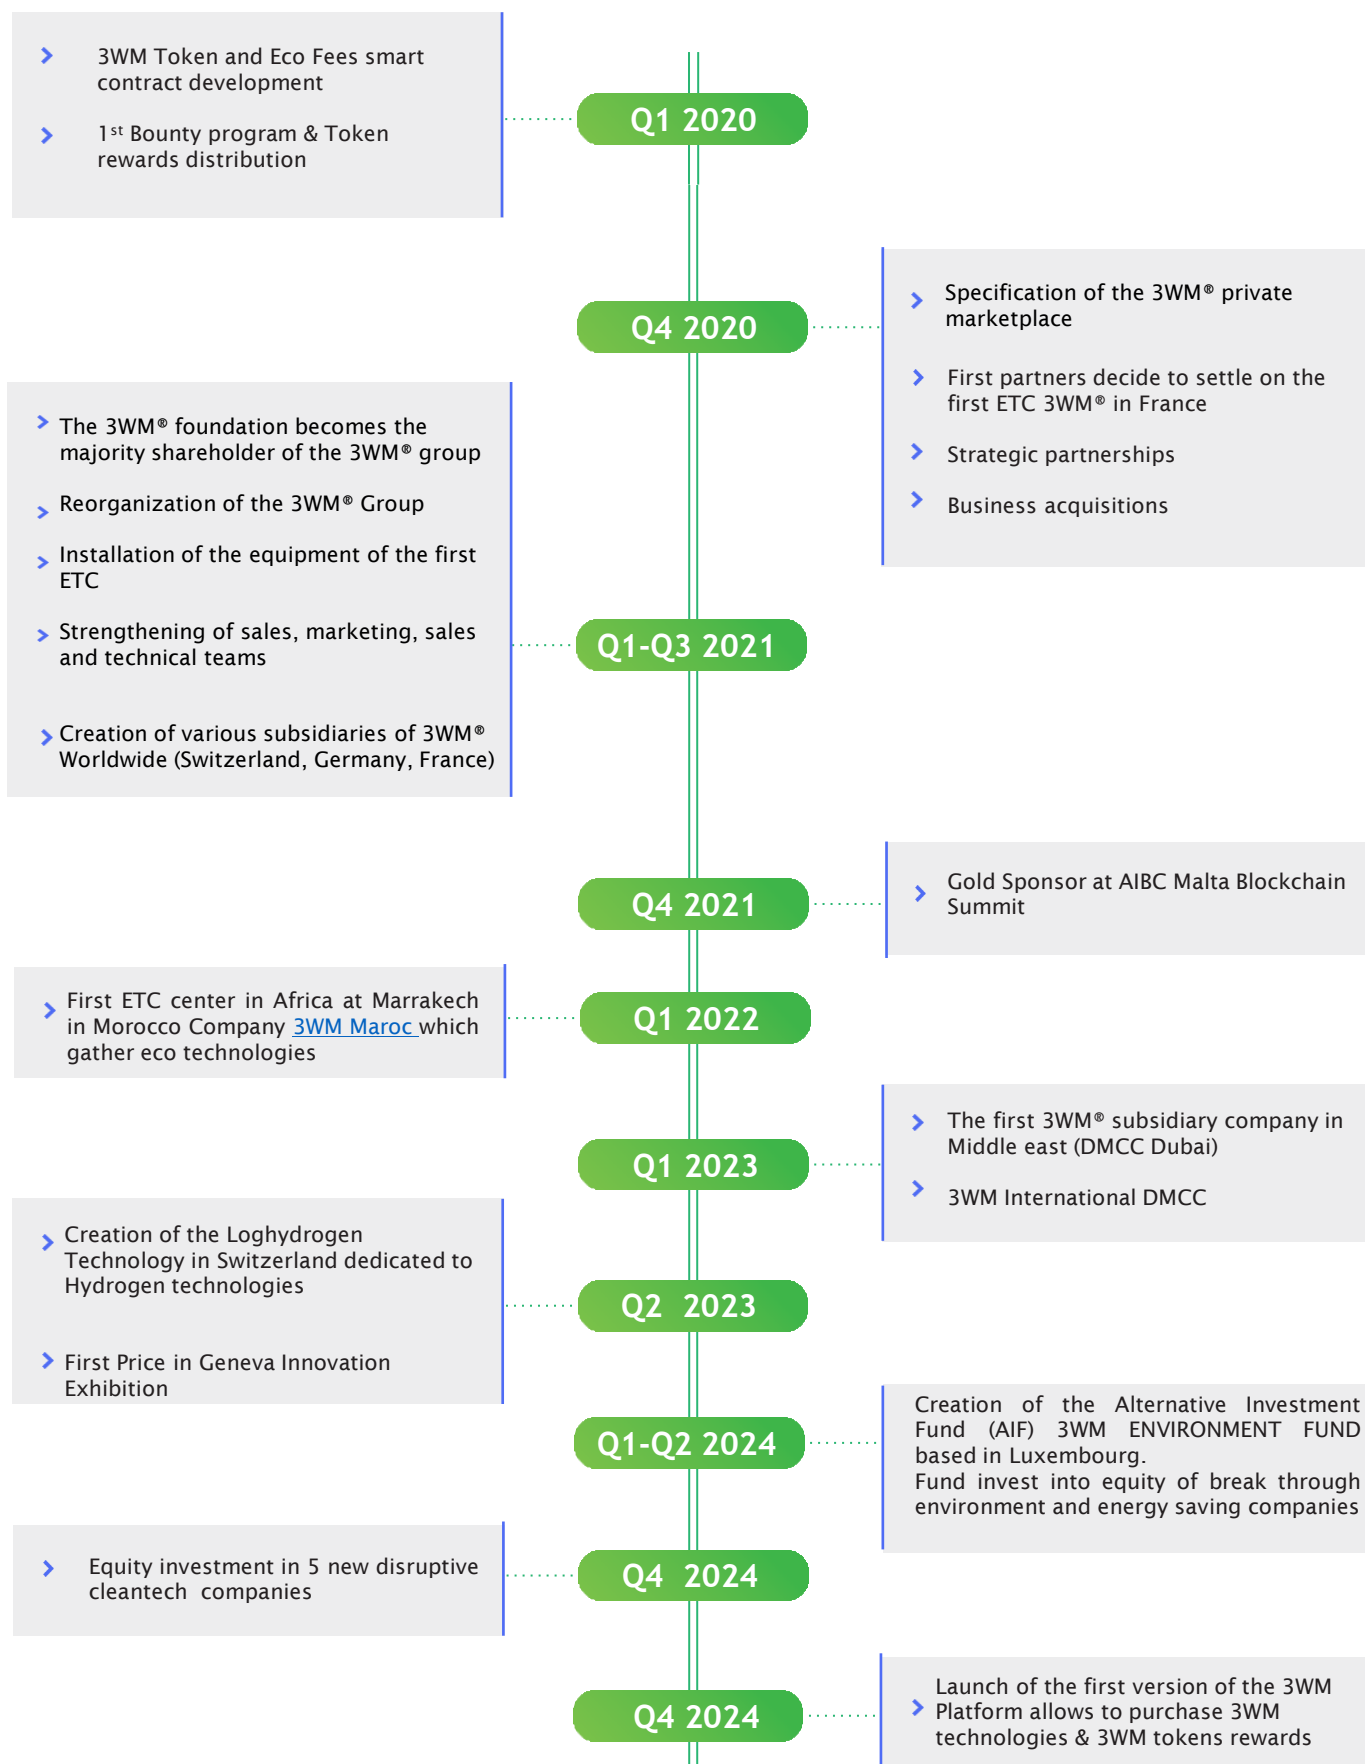 3WM Token and Eco Fees smart
contract development
1st Bounty program & Token
rewards distribution
Q1 2020
Q4 2020
Specification of the 3WM® private
marketplace
First partners decide to settle on the
first ETC 3WM® in France
Strategic partnerships
Business acquisitions
The 3WM® foundation becomes the
majority shareholder of the 3WM® group
Reorganization of the 3WM® Group
Installation of the equipment of the first
ETC
Strengthening of sales, marketing, sales
and technical teams
Creation of various subsidiaries of 3WM®
Worldwide (Switzerland, Germany, France)
Q1-Q3 2021
Q4 2021
Gold Sponsor at AIBC Malta Blockchain
Summit
First ETC center in Africa at Marrakech
in Morocco Company 3WM Maroc which
gather eco technologies
Q1 2022
Q1 2023
The first 3WM® subsidiary company in
Middle east (DMCC Dubai)
3WM International DMCC
Creation of the Loghydrogen
Technology in Switzerland dedicated to
Hydrogen technologies
First Price in Geneva Innovation
Exhibition
Q2 2023
Q1-Q2 2024
Creation of the Alternative Investment
Fund (AIF) 3WM ENVIRONMENT FUND
based in Luxembourg.
Fund invest into equity of break through
environment and energy saving companies
Equity investment in 5 new disruptive
cleantech companies
Q4 2024
Q4 2024
Launch of the first version of the 3WM
Platform allows to purchase 3WM
technologies & 3WM tokens rewards